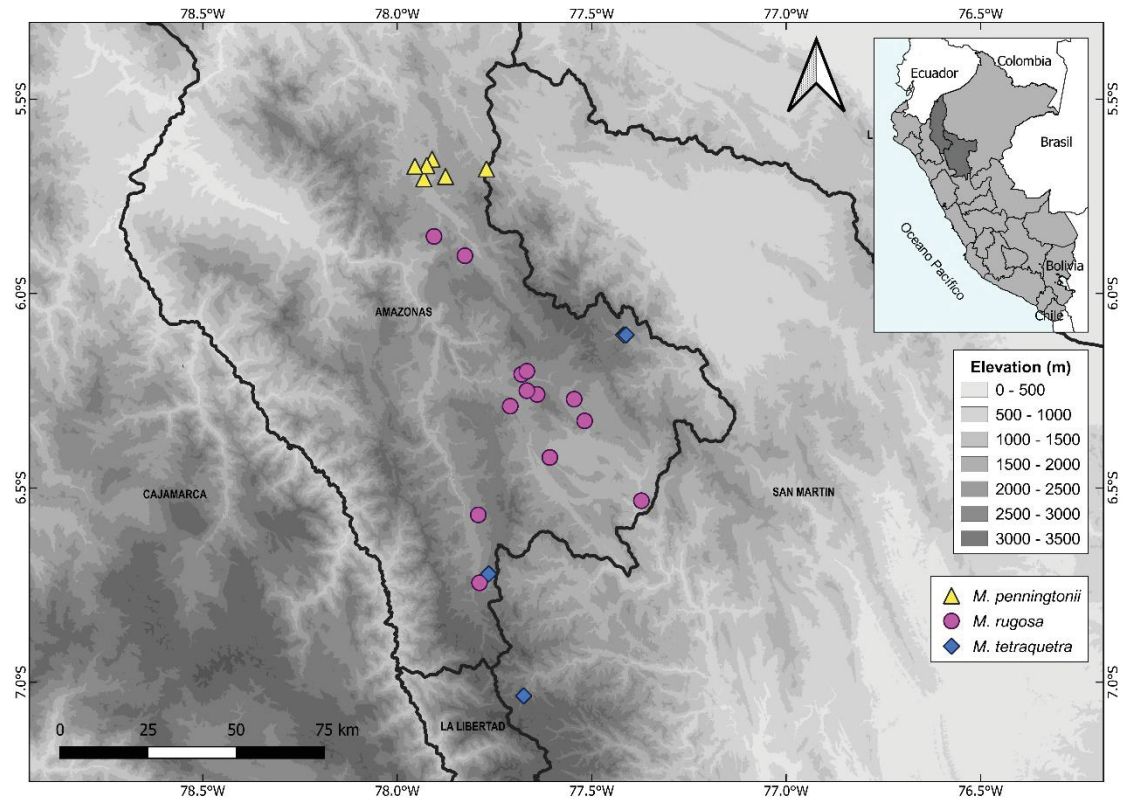 78.5°W 78.0°W 77.5°W 77.0°W 76.5°W
5.5°S 5.5°S
6.0°S 6.0°S
6.5°S 6.5°S
7.0°S 7.0°S
Ecuador
Colombia
Brasil
Oceano Pacífico
Bolivia
Chile
L
AMAZONAS
CAJAMARCA
SAN MARTIN
LA LIBERTAD
Elevation (m)
0 - 500
500 - 1000
1000 - 1500
1500 - 2000
2000 - 2500
2500 - 3000
3000 - 3500
M. penningtonii
M. rugosa
M. tetraquetra
0 25 50 75 km
78.5°W 78.0°W 77.5°W 77.0°W 76.5°W